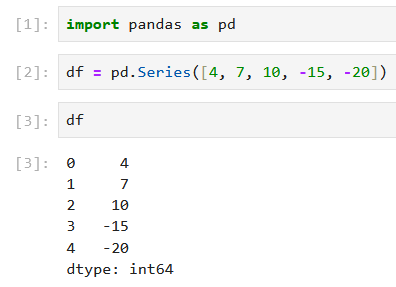 [1]: import pandas as pd
[2]: df = pd.Series([4, 7, 10, -15, -20])
[3]: df
[3]: 0 4
1 7
2 10
3 -15
4 -20
dtype: int64